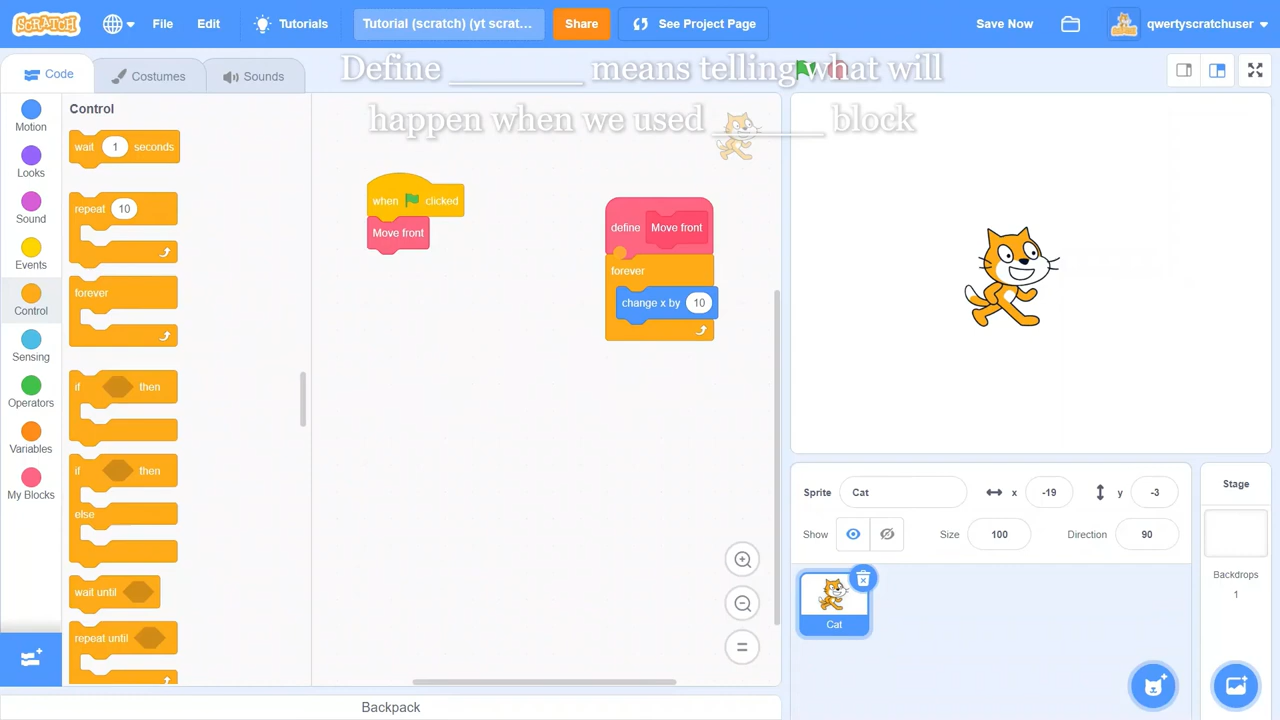 SCRATCH
File
Edit
Tutorials
Tutorial (scratch) (yt scrat...
Share
See Project Page
Save Now
qwertyscratchuser
Code
Costumes
Sounds
Define __________ means telling what will
happen when we used ________ block
Motion
Looks
Sound
Events
Control
Sensing
Operators
Variables
My Blocks
Control
wait 1 seconds
repeat 10
forever
if then
if then
else
wait until
repeat until
when clicked
Move front
define Move front
forever
change x by 10
Sprite Cat x -19 y -3
Show Size 100 Direction 90
Cat
Stage
Backdrops
1
Backpack